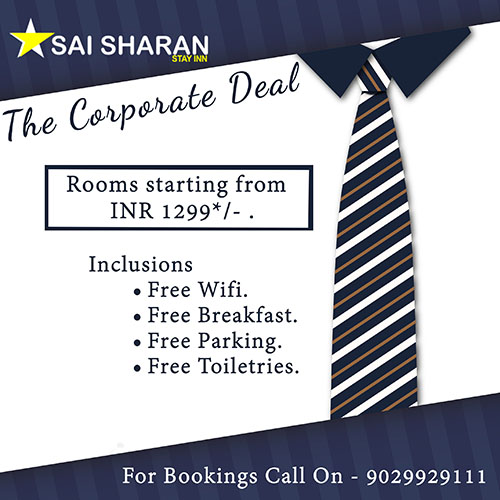 SAI SHARAN
STAY INN
The Corporate Deal
Rooms starting from
INR 1299*/- .
Inclusions
• Free Wifi.
• Free Breakfast.
• Free Parking.
• Free Toiletries.
For Bookings Call On - 9029929111